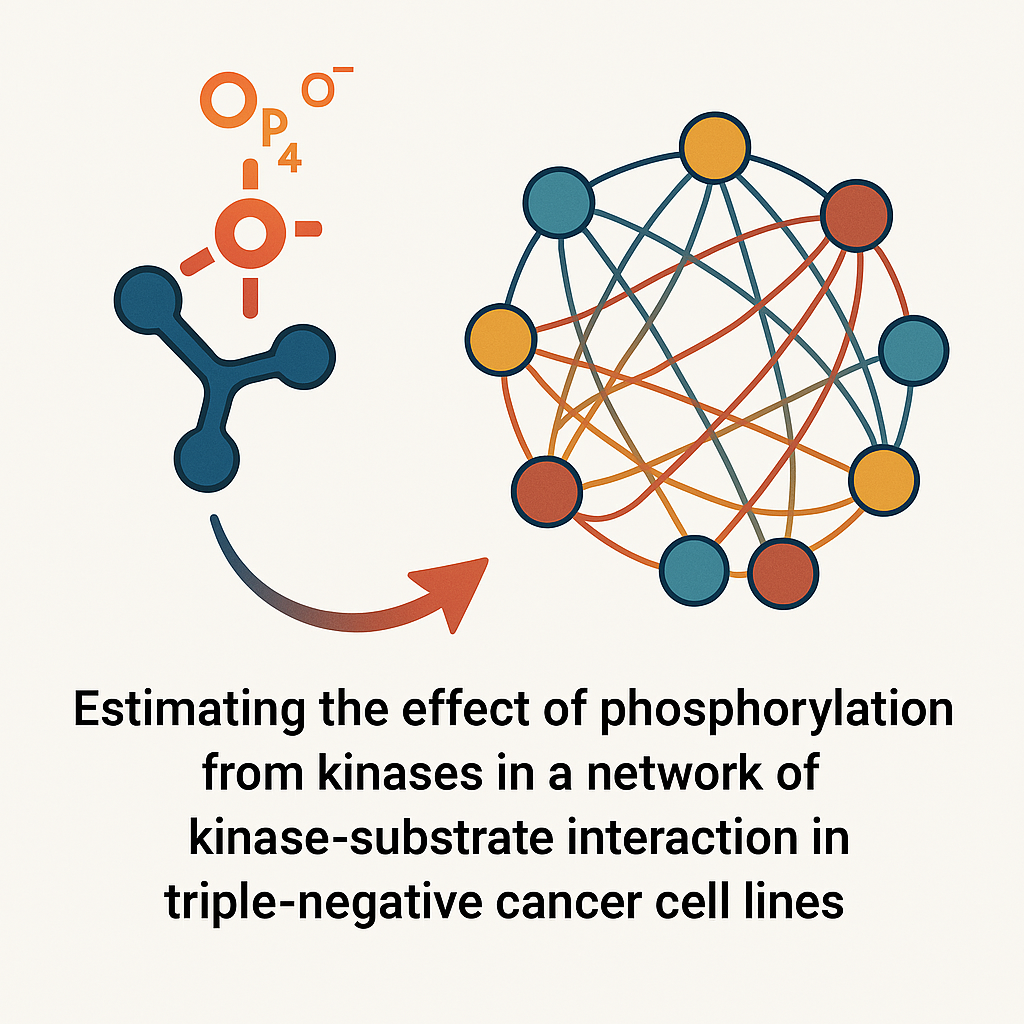 O⁻
P₄
Estimating the effect of phosphorylation
from kinases in a network of
kinase-substrate interaction in
triple-negative cancer cell lines